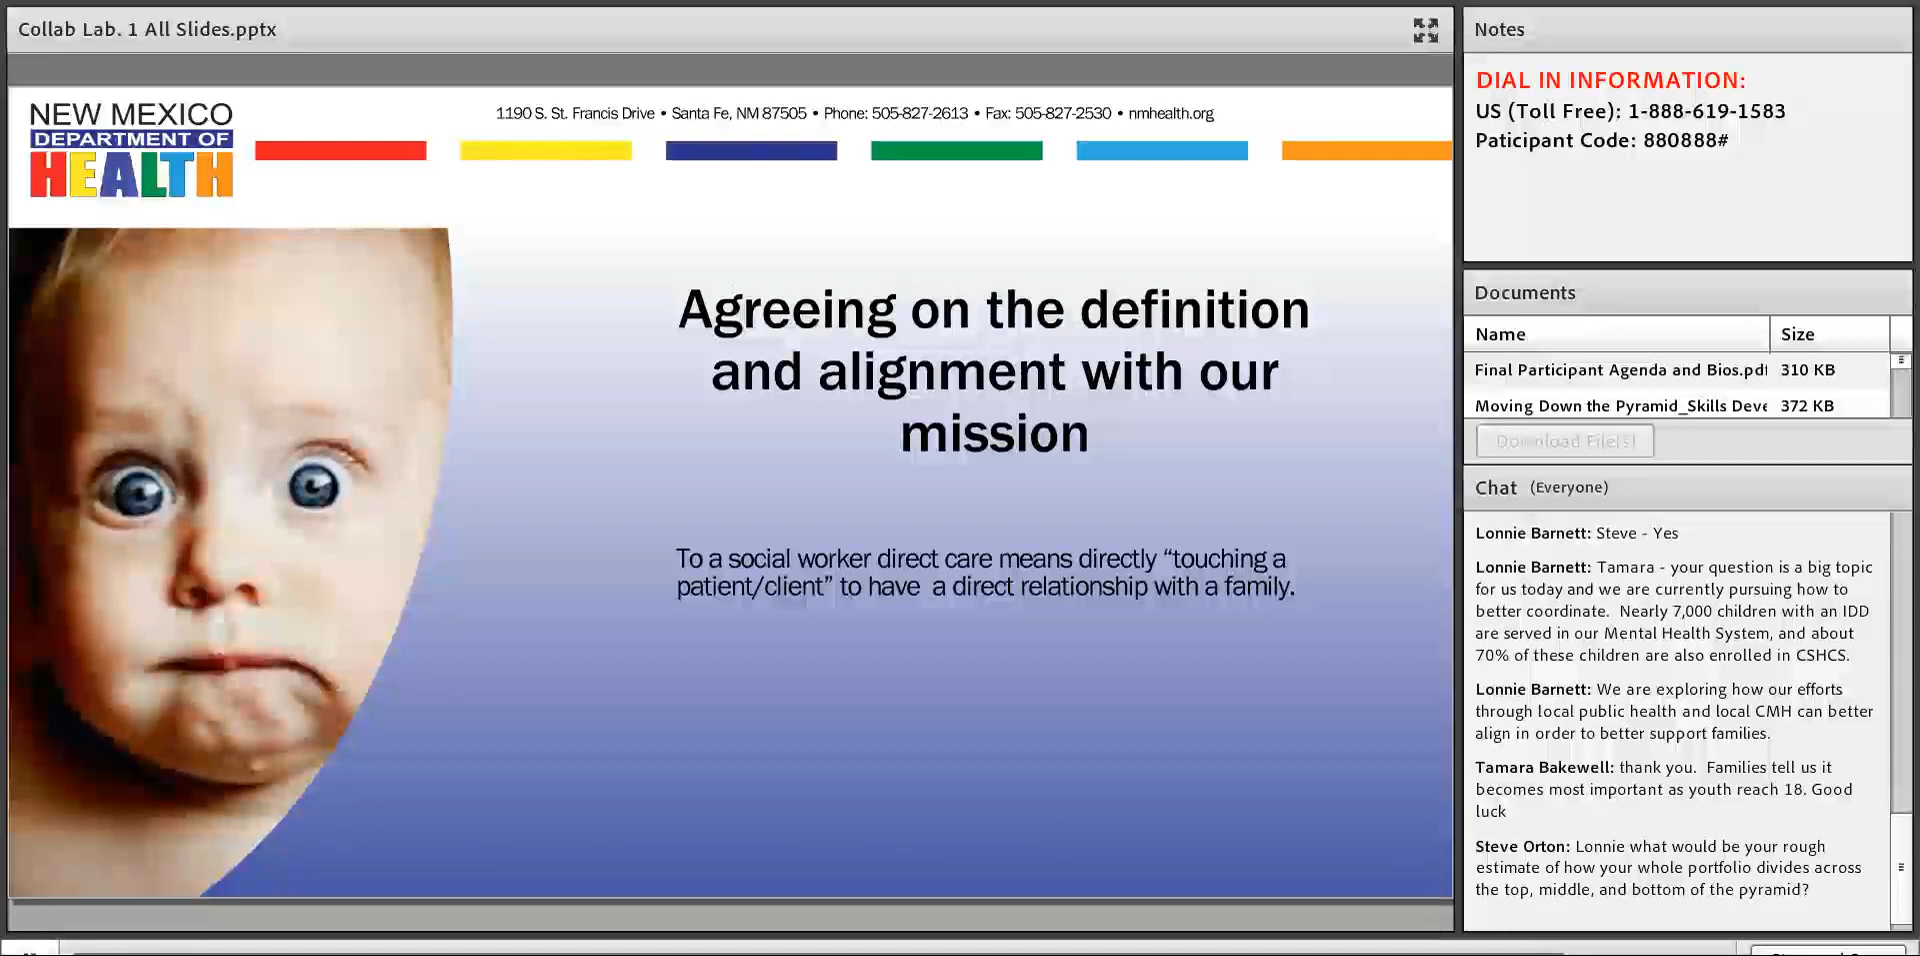 Collab Lab. 1 All Slides.pptx
NEW MEXICO
DEPARTMENT OF
HEALTH
1190 S. St. Francis Drive • Santa Fe, NM 87505 • Phone: 505-827-2613 • Fax: 505-827-2530 • nmhealth.org
Agreeing on the definition
and alignment with our
mission
To a social worker direct care means directly “touching a
patient/client” to have  a direct relationship with a family.
Notes
DIAL IN INFORMATION:
US (Toll Free): 1-888-619-1583
Paticipant Code: 880888#
Documents
Name Size
Final Participant Agenda and Bios.pdf 310 KB
Moving Down the Pyramid_Skills Deve 372 KB
Download File(s)
Chat (Everyone)
Lonnie Barnett: Steve - Yes
Lonnie Barnett: Tamara - your question is a big topic
for us today and we are currently pursuing how to
better coordinate.  Nearly 7,000 children with an IDD
are served in our Mental Health System, and about
70% of these children are also enrolled in CSHCS.
Lonnie Barnett: We are exploring how our efforts
through local public health and local CMH can better
align in order to better support families.
Tamara Bakewell: thank you.  Families tell us it
becomes most important as youth reach 18. Good
luck
Steve Orton: Lonnie what would be your rough
estimate of how your whole portfolio divides across
the top, middle, and bottom of the pyramid?